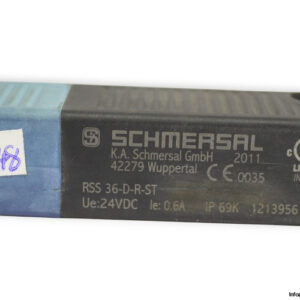 SCHMERSAL
K.A. Schmersal GmbH 2011
42279 Wuppertal CE 0035
RSS 36-D-R-ST
Ue:24VDC Ie: 0.6A IP 69K 1213956